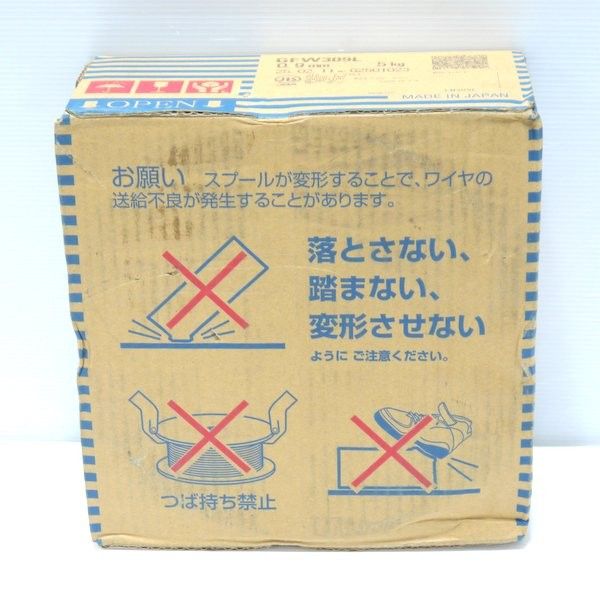 GFW309L
0.9mm 5kg
JIS
OPEN
MADE IN JAPAN
お願い スプールが変形することで、ワイヤの
送給不良が発生することがあります。
落とさない、
踏まない、
変形させない
ように ご注意ください。
つば持ち禁止